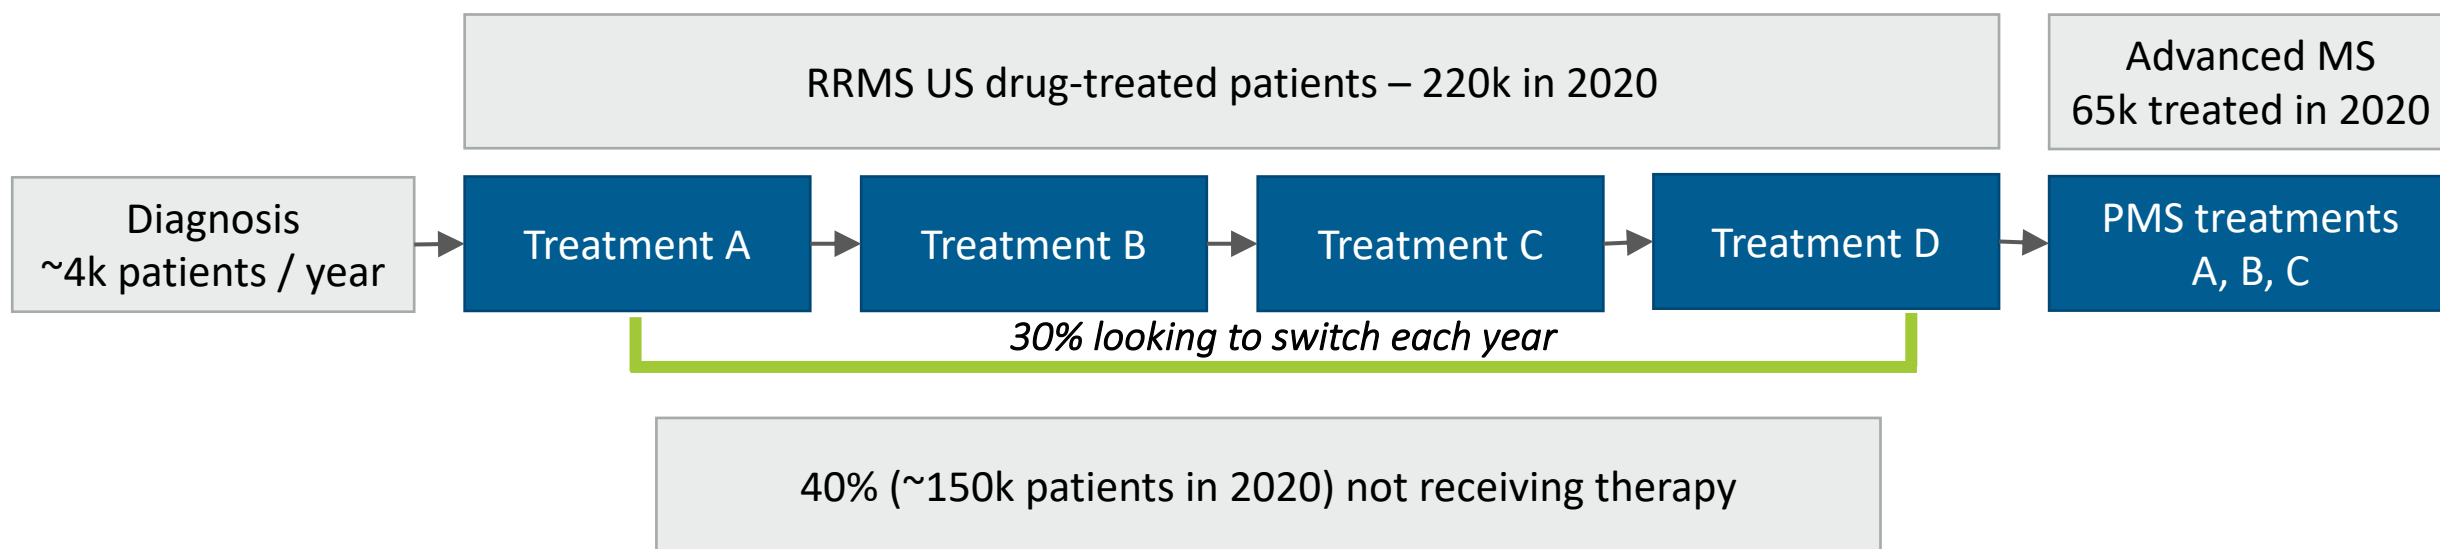 RRMS US drug-treated patients – 220k in 2020
Advanced MS
65k treated in 2020
Diagnosis
~4k patients / year
Treatment A
Treatment B
Treatment C
Treatment D
PMS treatments
A, B, C
30% looking to switch each year
40% (~150k patients in 2020) not receiving therapy